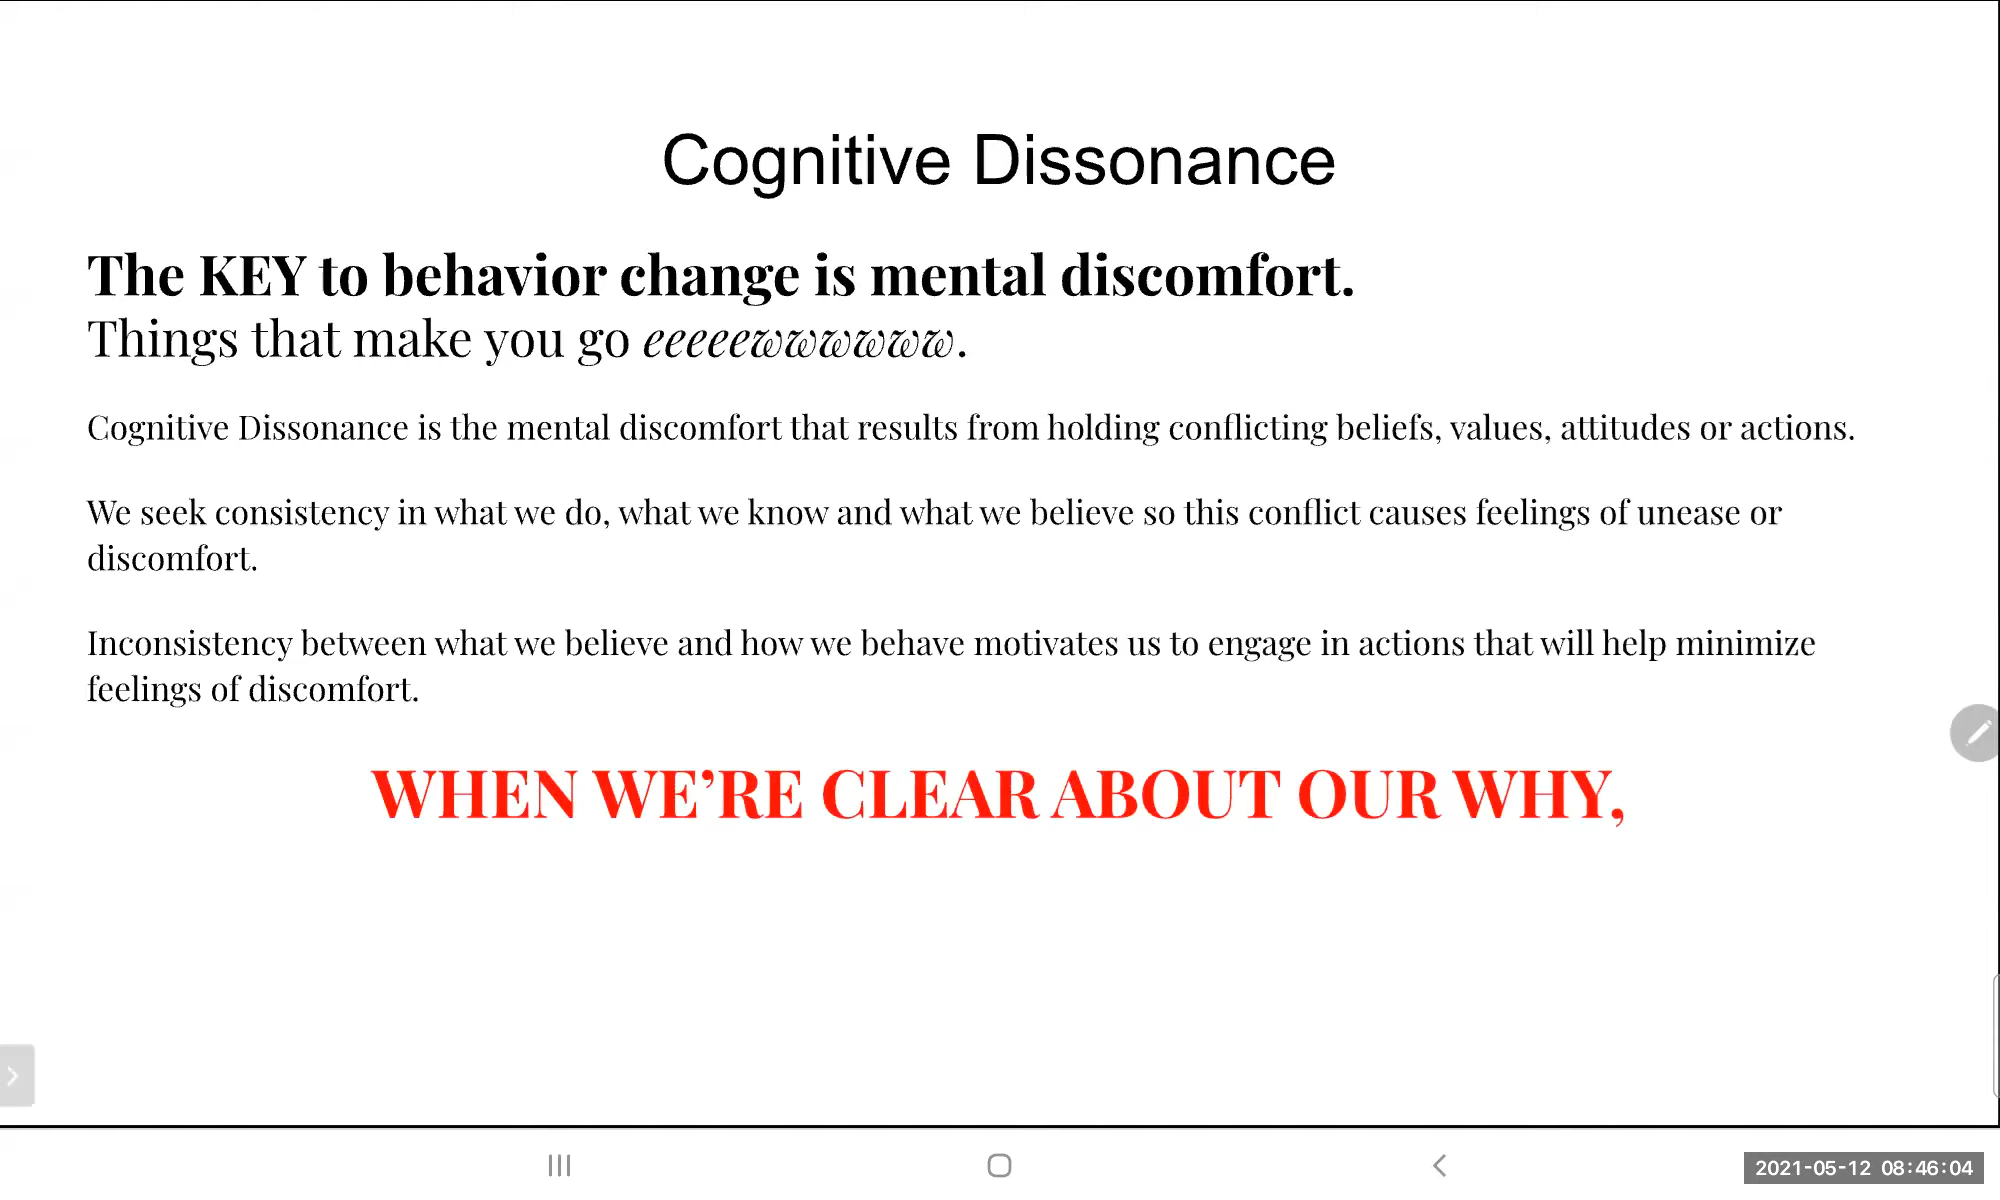 Cognitive Dissonance
The KEY to behavior change is mental discomfort.
Things that make you go eeeeewwwwww.
Cognitive Dissonance is the mental discomfort that results from holding conflicting beliefs, values, attitudes or actions.
We seek consistency in what we do, what we know and what we believe so this conflict causes feelings of unease or
discomfort.
Inconsistency between what we believe and how we behave motivates us to engage in actions that will help minimize
feelings of discomfort.
WHEN WE’RE CLEAR ABOUT OUR WHY,
2021-05-12 08:46:04